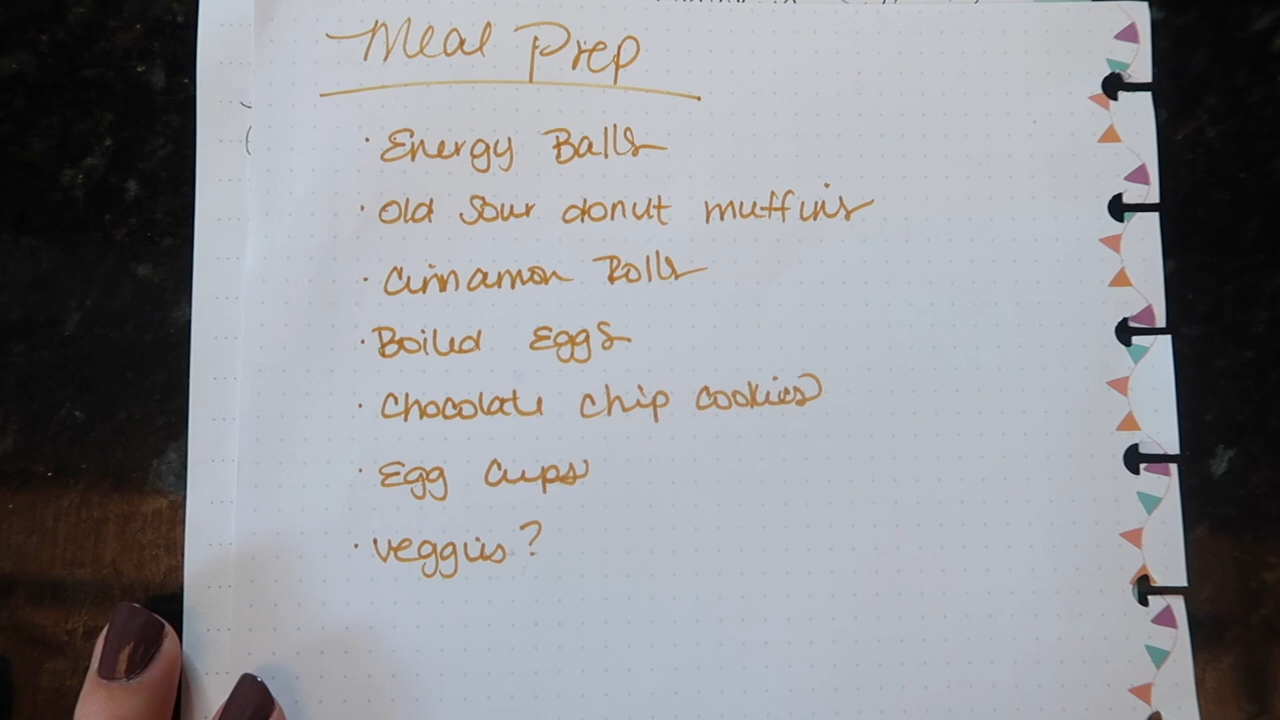 Meal Prep
· Energy Balls
· Old Sour donut muffins
· Cinnamon Rolls
· Boiled Eggs
· Chocolate chip cookies
· Egg Cups
· veggies?